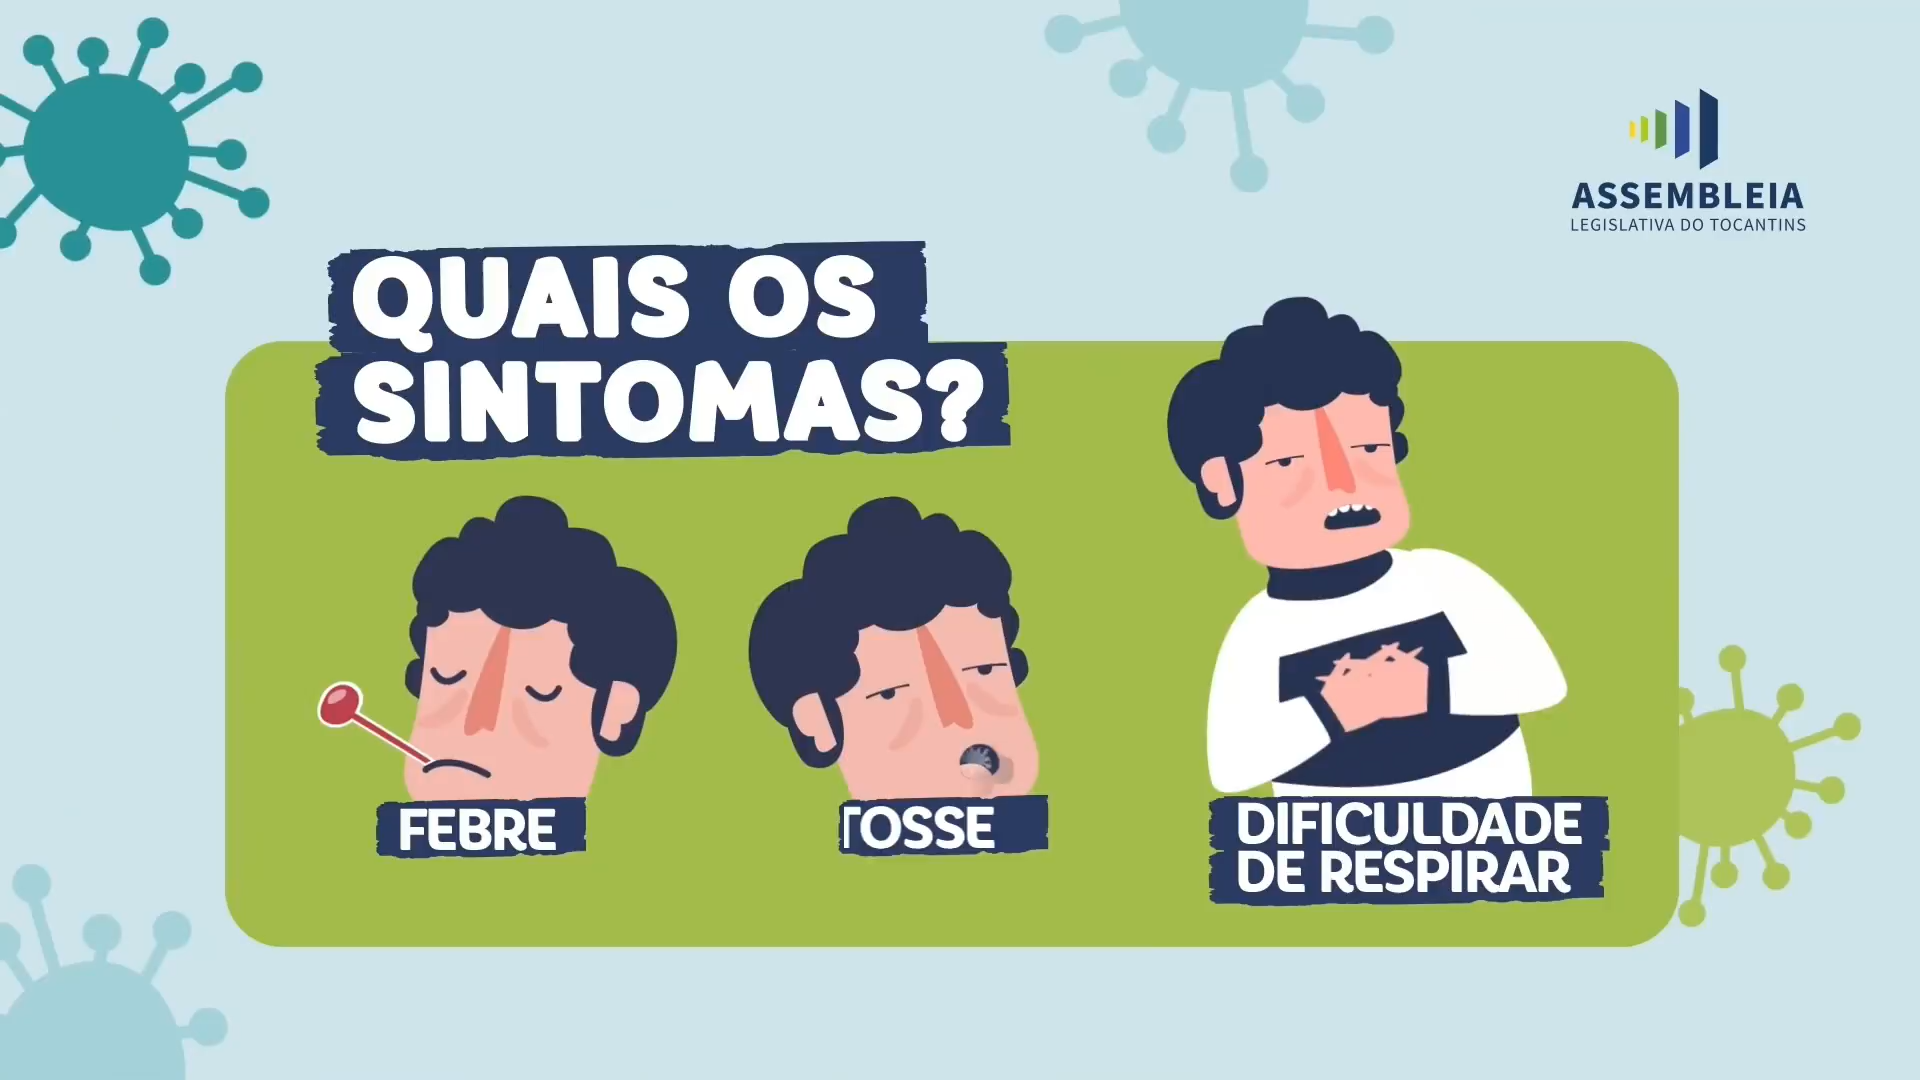 ASSEMBLEIA
LEGISLATIVA DO TOCANTINS
QUAIS OS
SINTOMAS?
FEBRE
TOSSE
DIFICULDADE
DE RESPIRAR